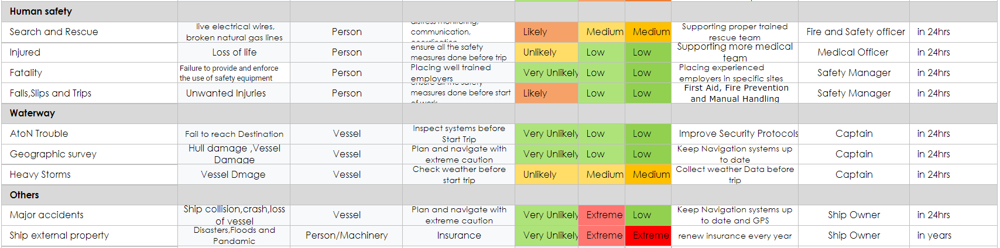 Human safety
Search and Rescue
live electrical wires,
broken natural gas lines
Person
distress monitoring,
communication,
coordination
Likely
Medium
Medium
Supporting proper trained
rescue team
Fire and Safety officer
in 24hrs
Injured
Loss of life
Person
ensure all the safety
measures done before trip
Unlikely
Low
Low
Supporting more medical
team
Medical Officer
in 24hrs
Fatality
Failure to provide and enforce
the use of safety equipment
Person
Placing well trained
employers
Very Unlikely
Low
Low
Placing experienced
employers in specific sites
Safety Manager
in 24hrs
Falls,Slips and Trips
Unwanted Injuries
Person
ensure all the safety
measures done before start
of work
Likely
Low
Low
First Aid, Fire Prevention
and Manual Handling
Safety Manager
in 24hrs
Waterway
AtoN Trouble
Fail to reach Destination
Vessel
Inspect systems before
Start Trip
Very Unlikely
Low
Low
Improve Security Protocols
Captain
in 24hrs
Geographic survey
Hull damage ,Vessel
Damage
Vessel
Plan and navigate with
extreme caution
Very Unlikely
Low
Low
Keep Navigation systems up
to date
Captain
in 24hrs
Heavy Storms
Vessel Dmage
Vessel
Check weather before
start trip
Unlikely
Medium
Medium
Collect weather Data before
trip
Captain
in 24hrs
Others
Major accidents
Ship collision,crash,loss
of vessel
Vessel
Plan and navigate with
extreme caution
Very Unlikely
Extreme
Low
Keep Navigation systems up
to date and GPS
Ship Owner
in 24hrs
Ship external property
Disasters,Floods and
Pandamic
Person/Machinery
Insurance
Very Unlikely
Extreme
Extreme
renew insurance every year
Ship Owner
in years